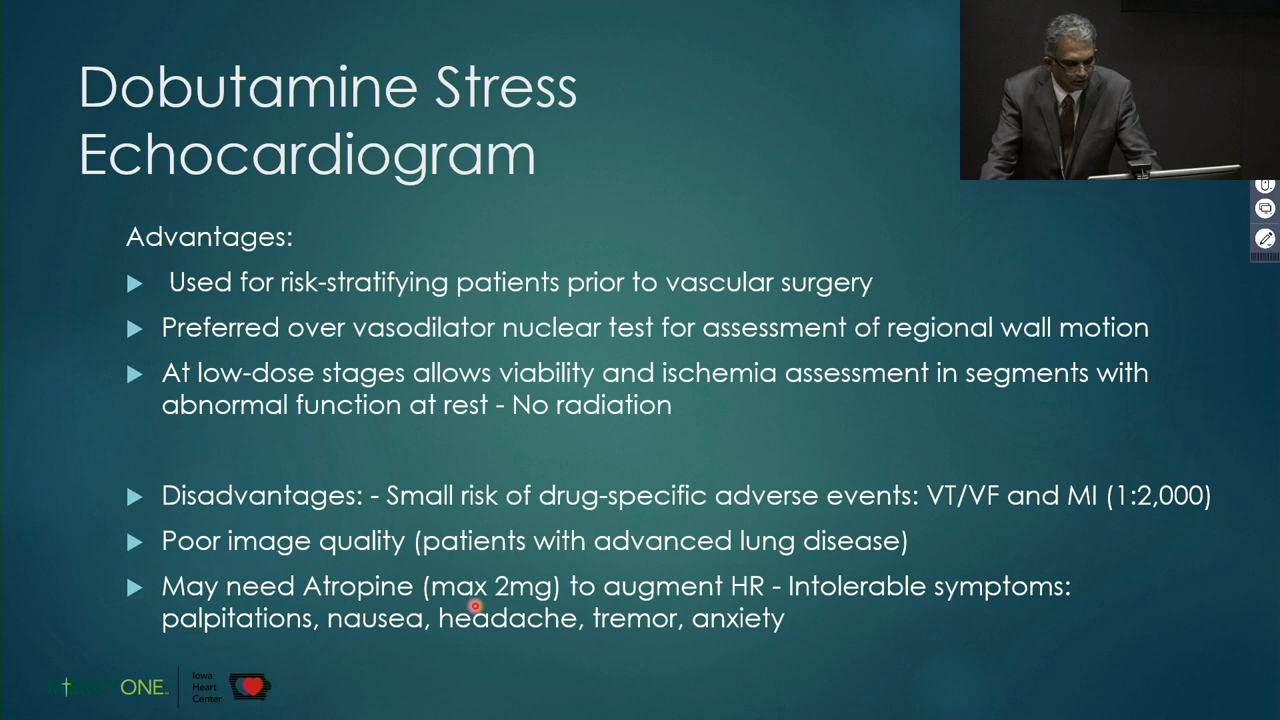 Dobutamine Stress
Echocardiogram
Advantages:
Used for risk-stratifying patients prior to vascular surgery
Preferred over vasodilator nuclear test for assessment of regional wall motion
At low-dose stages allows viability and ischemia assessment in segments with
abnormal function at rest - No radiation
Disadvantages: - Small risk of drug-specific adverse events: VT/VF and MI (1:2,000)
Poor image quality (patients with advanced lung disease)
May need Atropine (max 2mg) to augment HR - Intolerable symptoms:
palpitations, nausea, headache, tremor, anxiety
MERCYONE
Iowa
Heart
Center